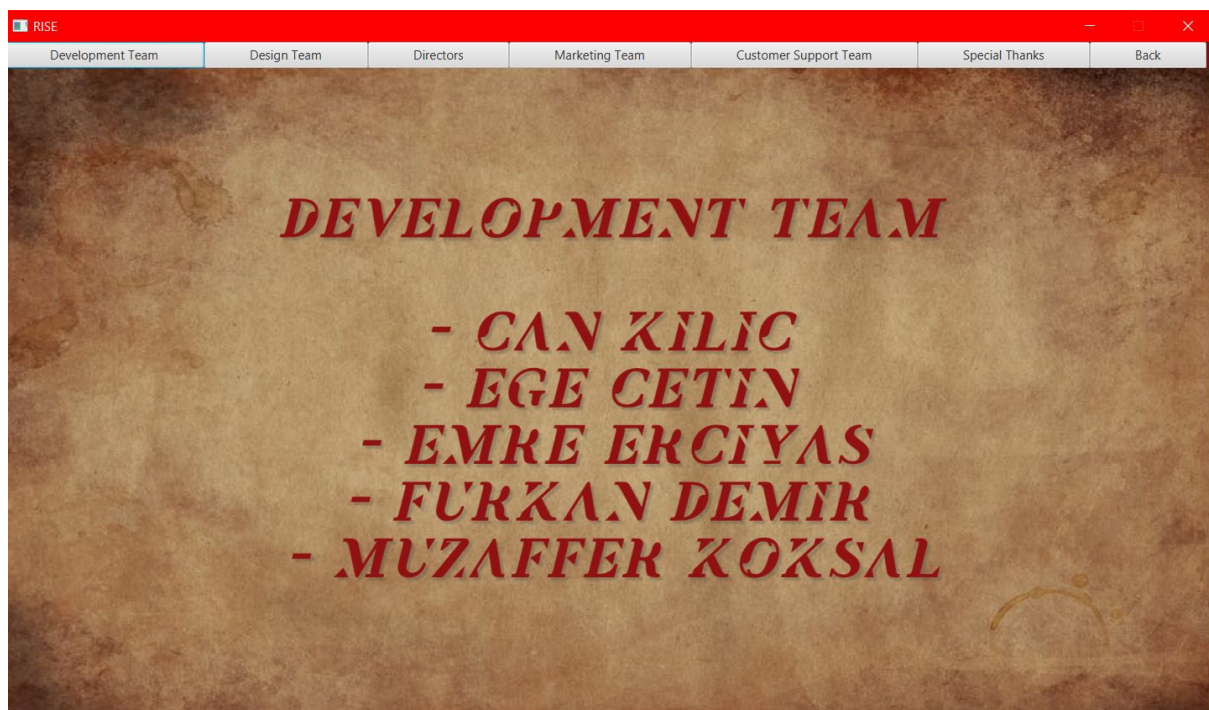 RISE
Development Team Design Team Directors Marketing Team Customer Support Team Special Thanks Back
DEVELOPMENT TEAM
- CAN KILIC
- EGE CETIN
- EMRE ERCIYAS
- FURKAN DEMIR
- MUZAFFER KOKSAL